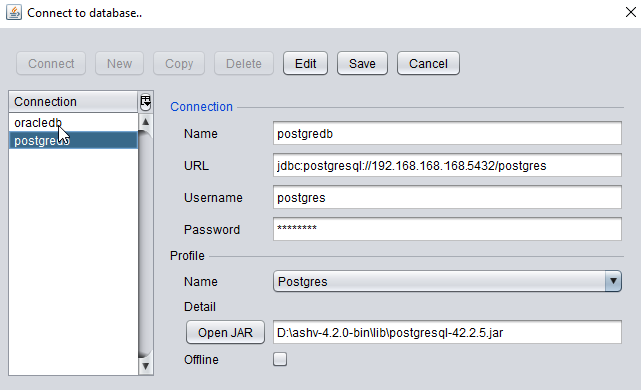 Connect to database..
Connect New Copy Delete Edit Save Cancel
Connection
oracledb
Connection
Name postgredb
URL jdbc:postgresql://192.168.168.168.5432/postgres
Username postgres
Password ********
Profile
Name Postgres
Detail
Open JAR D:\ashv-4.2.0-bin\lib\postgresql-42.2.5.jar
Offline